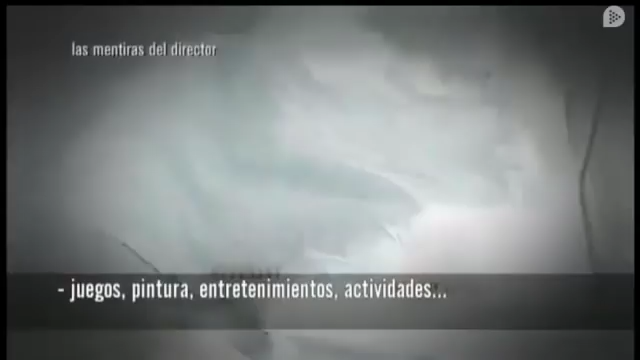 las mentiras del director
- juegos, pintura, entretenimientos, actividades...